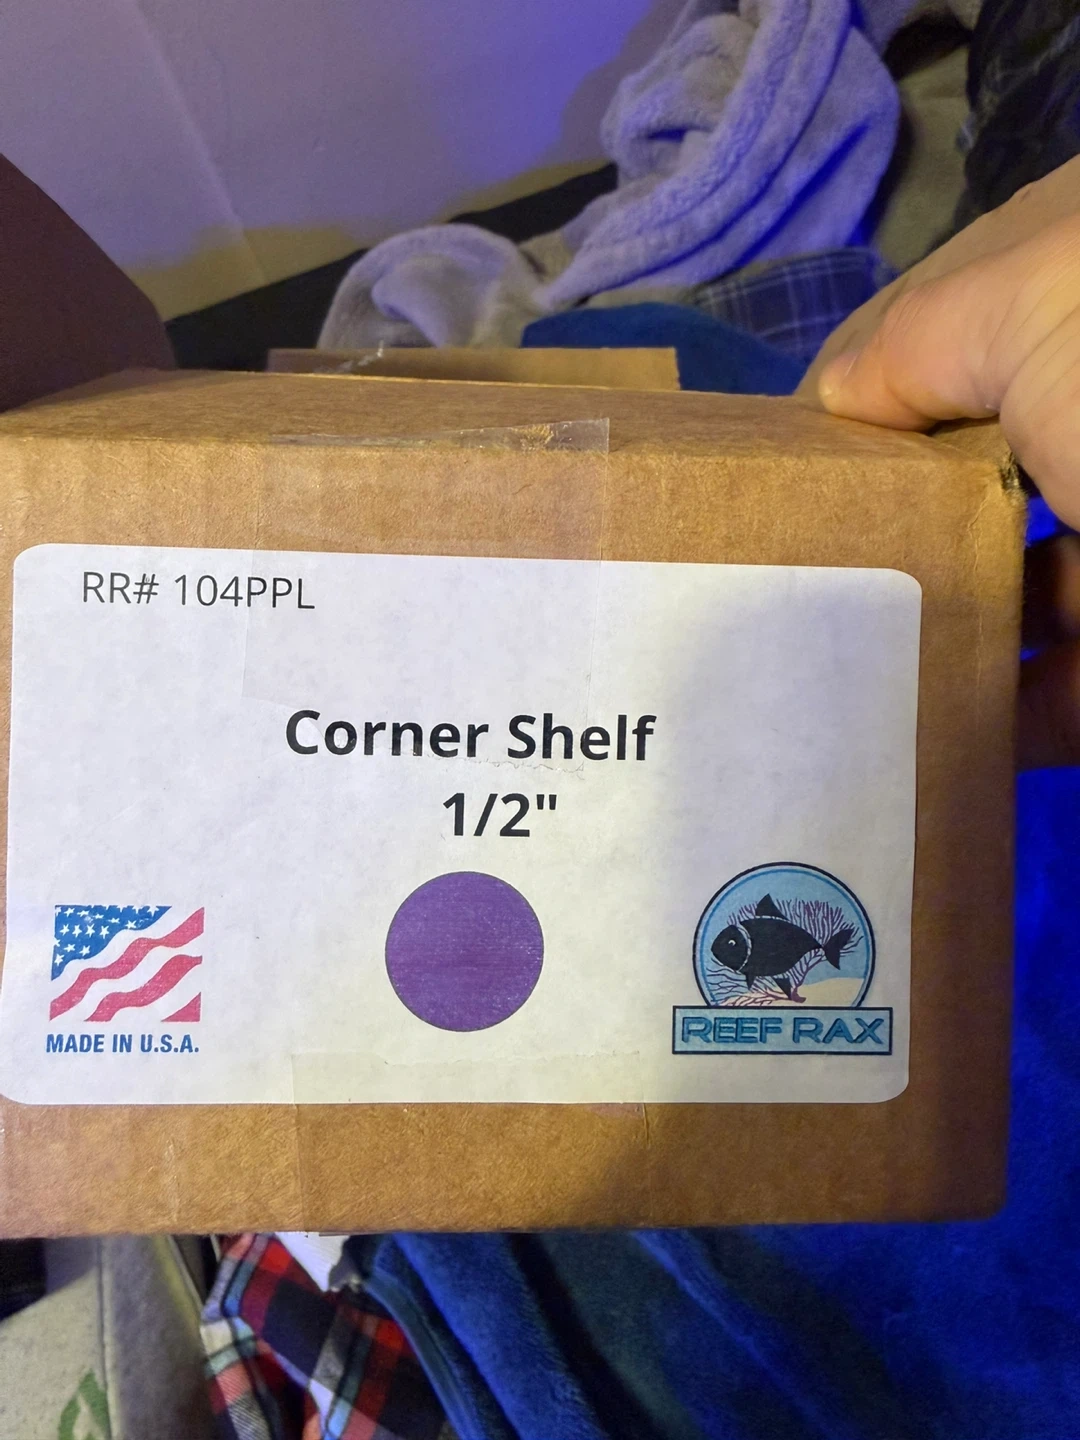 RR# 104PPL
Corner Shelf
1/2"
MADE IN U.S.A.
REEF RAX